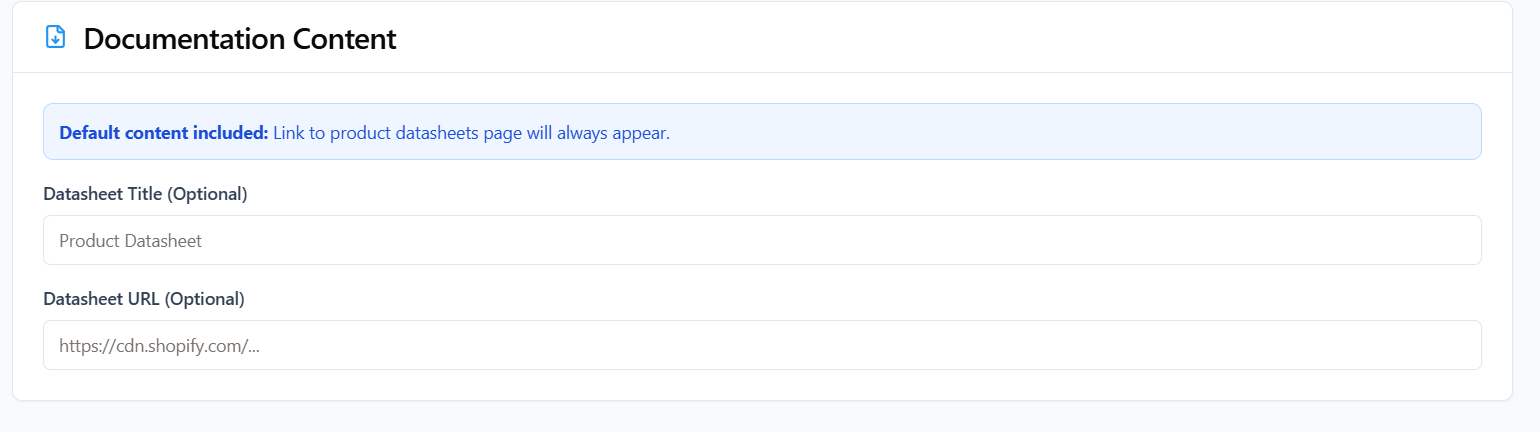 Documentation Content
Default content included: Link to product datasheets page will always appear.
Datasheet Title (Optional)
Product Datasheet
Datasheet URL (Optional)
https://cdn.shopify.com/...